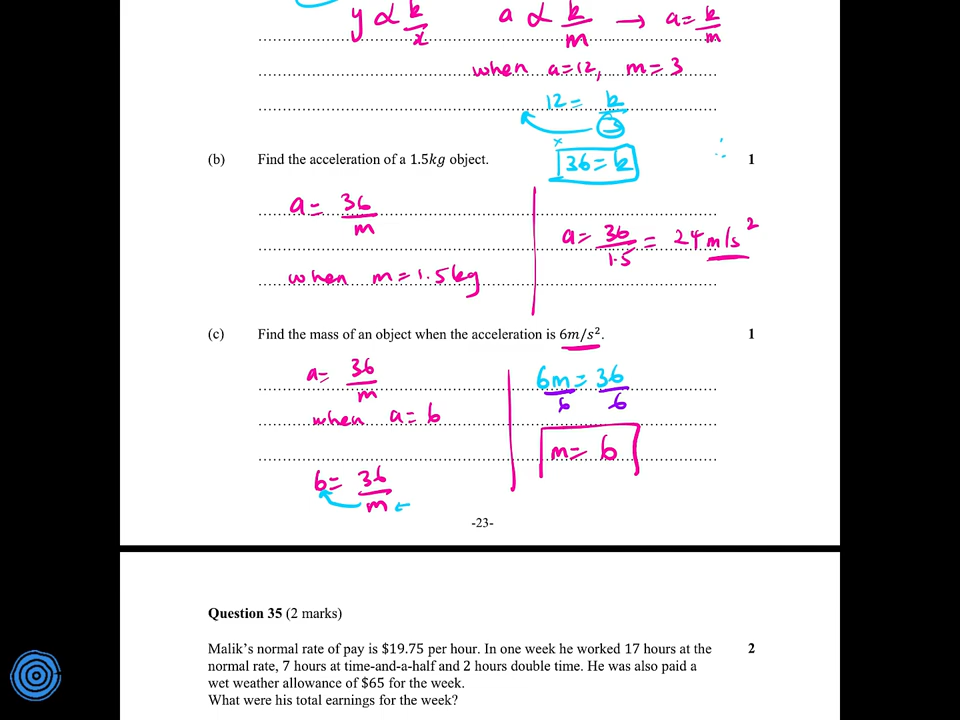 y ∝ k/x a ∝ k/m → a = k/m
when a=12, m = 3
12 = k/3
(b) Find the acceleration of a 1.5kg object. 1
×
36 = k ∴
a = 36/m
a = 36/1.5 = 24 m/s²
when m = 1.5kg
(c) Find the mass of an object when the acceleration is 6m/s². 1
a = 36/m
6m/6 = 36/6
when a = 6
m = 6
6 = 36/m
-23-
Question 35 (2 marks)
Malik's normal rate of pay is $19.75 per hour. In one week he worked 17 hours at the 2
normal rate, 7 hours at time-and-a-half and 2 hours double time. He was also paid a
wet weather allowance of $65 for the week.
What were his total earnings for the week?